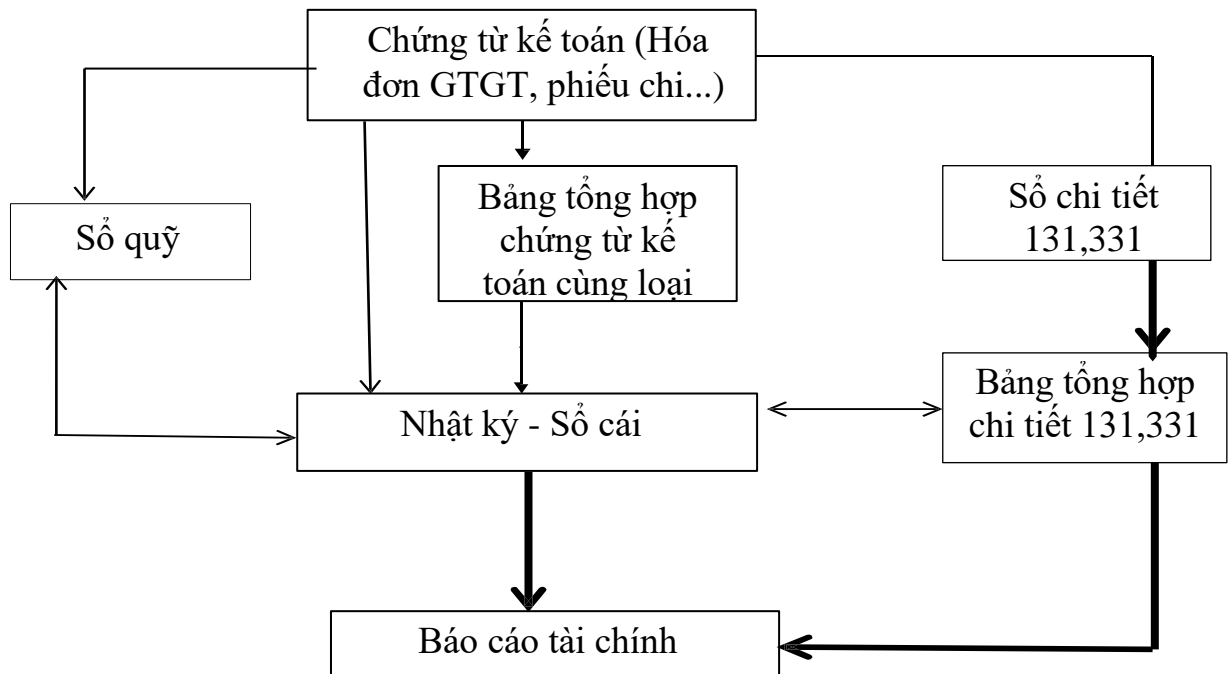 Chứng từ kế toán (Hóa
đơn GTGT, phiếu chi...)
Bảng tổng hợp
chứng từ kế
toán cùng loại
Sổ chi tiết
131,331
Sổ quỹ
Bảng tổng hợp
chi tiết 131,331
Nhật ký - Sổ cái
Báo cáo tài chính